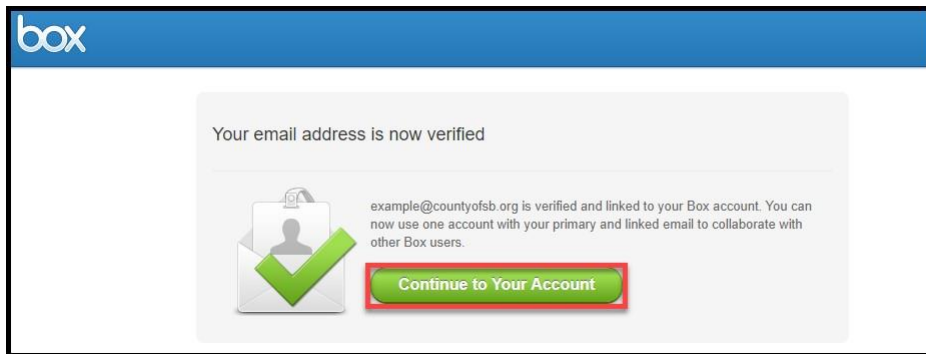 box
Your email address is now verified
example@countyofsb.org is verified and linked to your Box account. You can
now use one account with your primary and linked email to collaborate with
other Box users.
Continue to Your Account